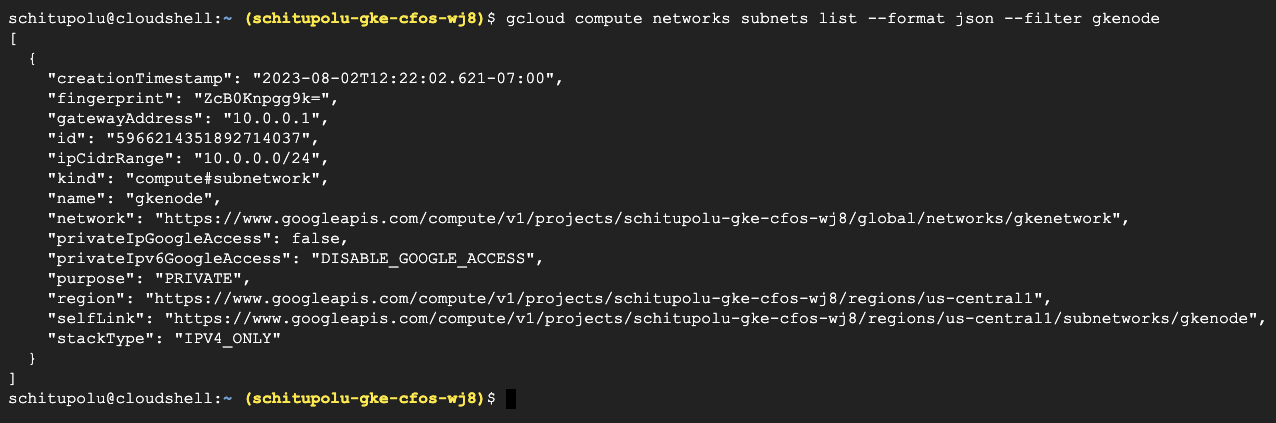 schitupolu@cloudshell:~ (schitupolu-gke-cfos-wj8)$ gcloud compute networks subnets list --format json --filter gkenode
[
  {
    "creationTimestamp": "2023-08-02T12:22:02.621-07:00",
    "fingerprint": "ZcB0Knpgg9k=",
    "gatewayAddress": "10.0.0.1",
    "id": "5966214351892714037",
    "ipCidrRange": "10.0.0.0/24",
    "kind": "compute#subnetwork",
    "name": "gkenode",
    "network": "https://www.googleapis.com/compute/v1/projects/schitupolu-gke-cfos-wj8/global/networks/gkenetwork",
    "privateIpGoogleAccess": false,
    "privateIpv6GoogleAccess": "DISABLE_GOOGLE_ACCESS",
    "purpose": "PRIVATE",
    "region": "https://www.googleapis.com/compute/v1/projects/schitupolu-gke-cfos-wj8/regions/us-central1",
    "selfLink": "https://www.googleapis.com/compute/v1/projects/schitupolu-gke-cfos-wj8/regions/us-central1/subnetworks/gkenode",
    "stackType": "IPV4_ONLY"
  }
]
schitupolu@cloudshell:~ (schitupolu-gke-cfos-wj8)$